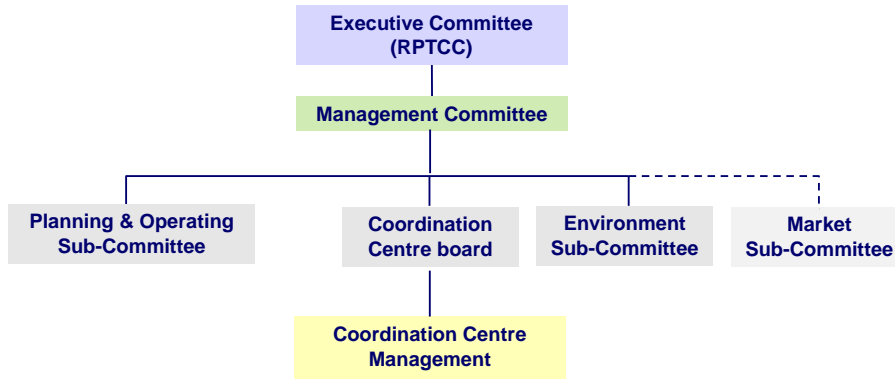 Executive Committee
(RPTCC)
Management Committee
Planning & Operating
Sub-Committee
Coordination
Centre board
Environment
Sub-Committee
Market
Sub-Committee
Coordination Centre
Management